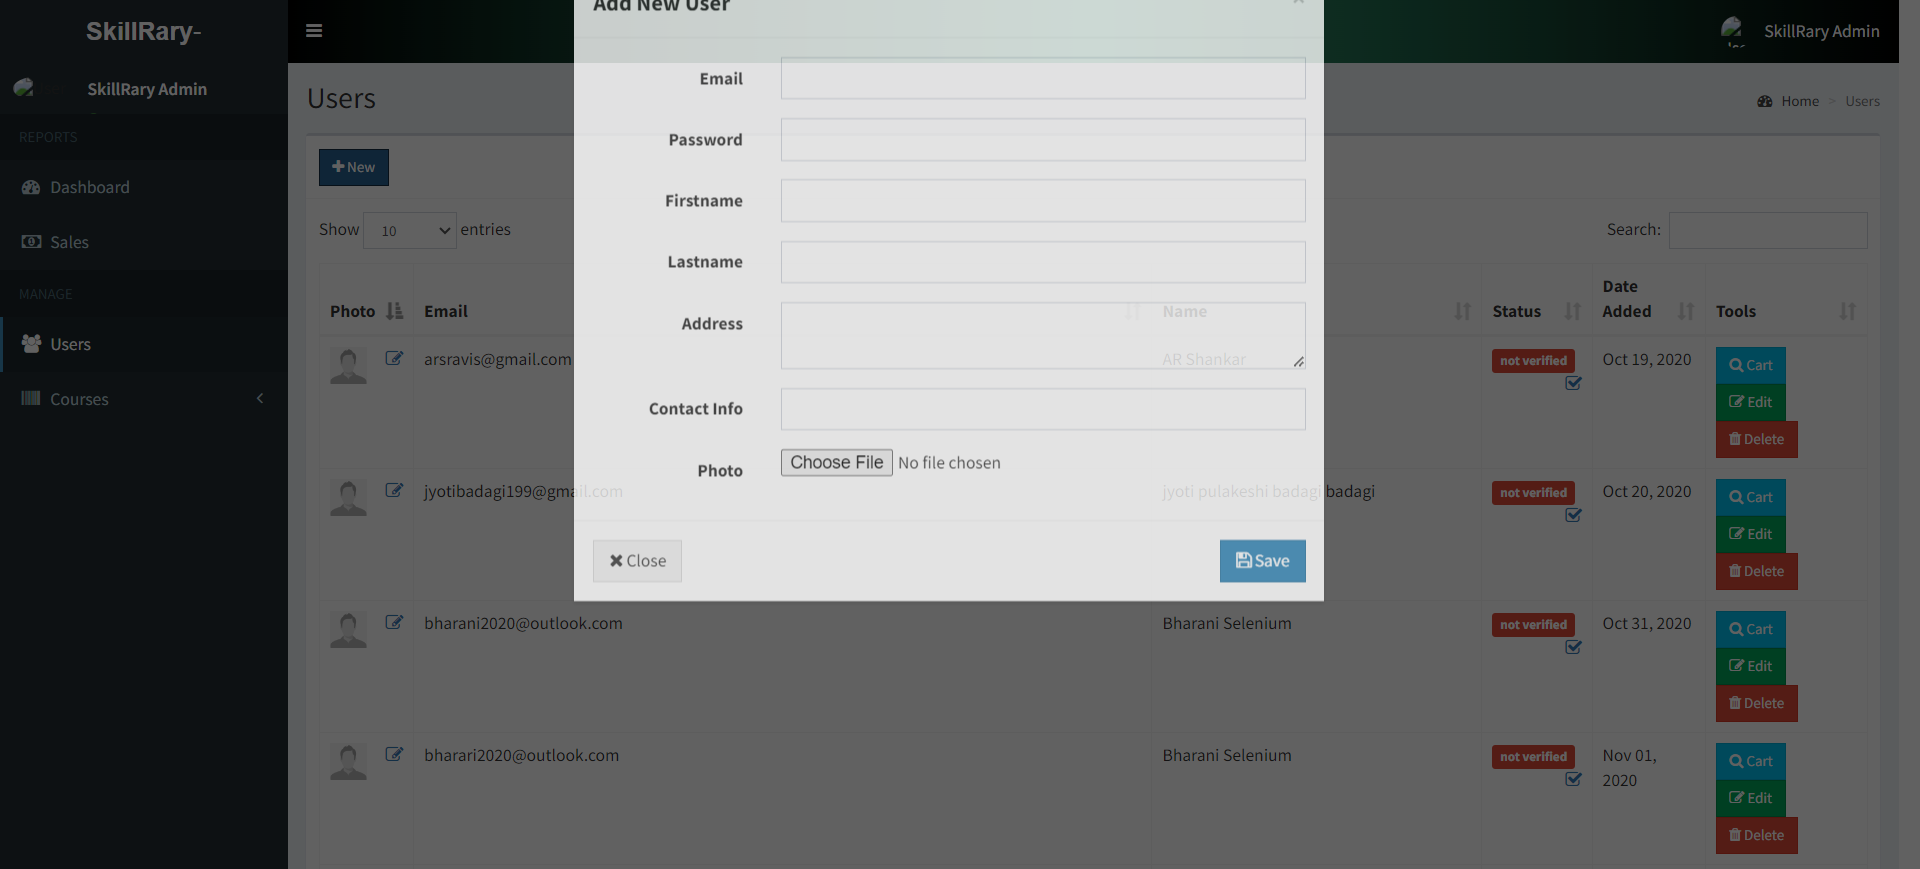 SkillRary-
SkillRary Admin
SkillRary Admin
REPORTS
Dashboard
Sales
MANAGE
Users
Courses
Users
Home > Users
New
Show 10 entries
Search:
Photo Email Name Status Date Added Tools
arsravis@gmail.com AR Shankar not verified Oct 19, 2020 Cart
Edit
Delete
jyotibadagi199@gmail.com jyoti pulakeshi badagi badagi not verified Oct 20, 2020 Cart
Edit
Delete
bharani2020@outlook.com Bharani Selenium not verified Oct 31, 2020 Cart
Edit
Delete
bharari2020@outlook.com Bharani Selenium not verified Nov 01, 2020 Cart
Edit
Delete
Add New User
Email
Password
Firstname
Lastname
Address
Contact Info
Photo Choose File No file chosen
Close Save